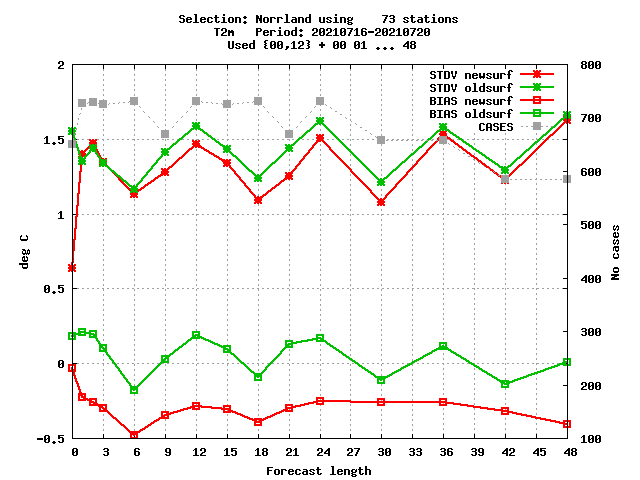 Selection: Norrland using    73 stations
T2m   Period: 20210716-20210720
Used {00,12} + 00 01 ... 48
STDV newsurf
STDV oldsurf
BIAS newsurf
BIAS oldsurf
CASES
deg C
2
1.5
1
0.5
0
-0.5
800
700
600
500
400
300
200
100
No cases
0 3 6 9 12 15 18 21 24 27 30 33 36 39 42 45 48
Forecast length